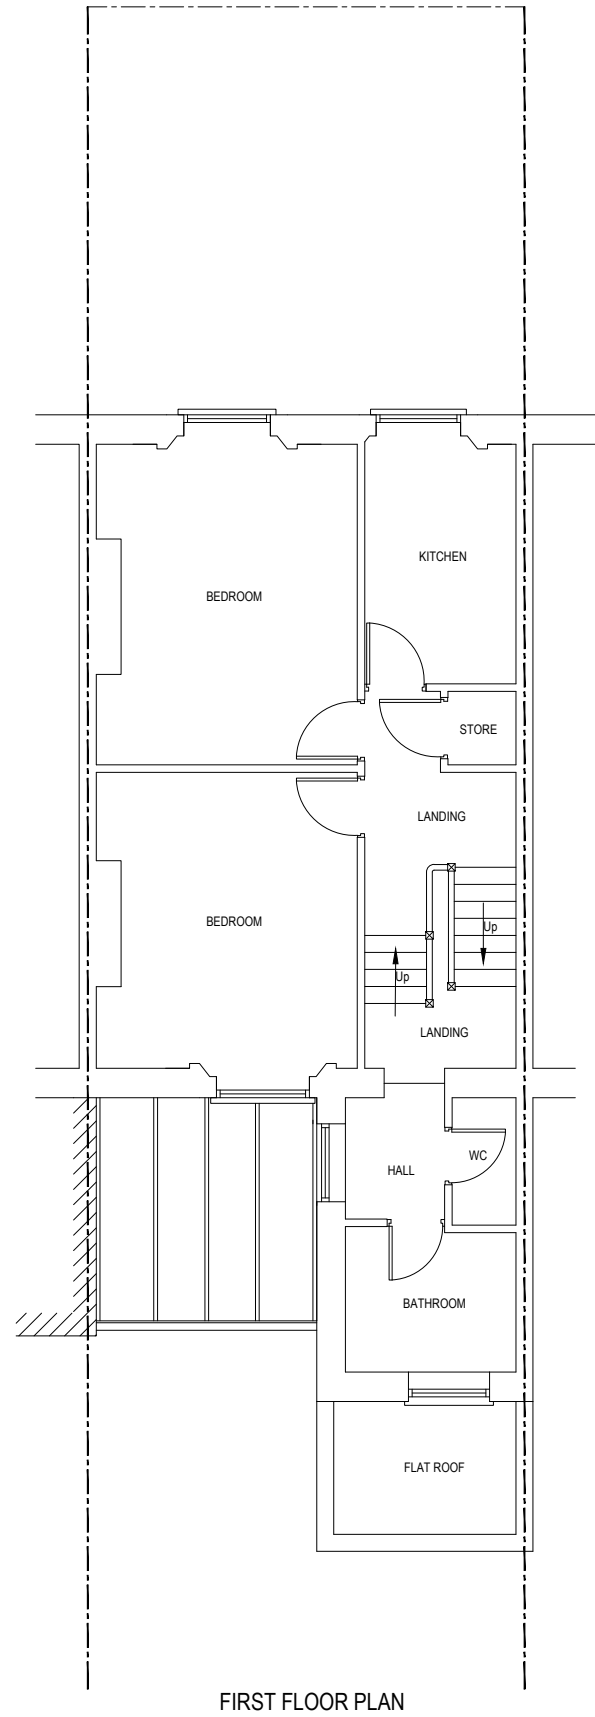 KITCHEN
BEDROOM
STORE
LANDING
BEDROOM
Up
Up
LANDING
WC
HALL
BATHROOM
FLAT ROOF
FIRST FLOOR PLAN